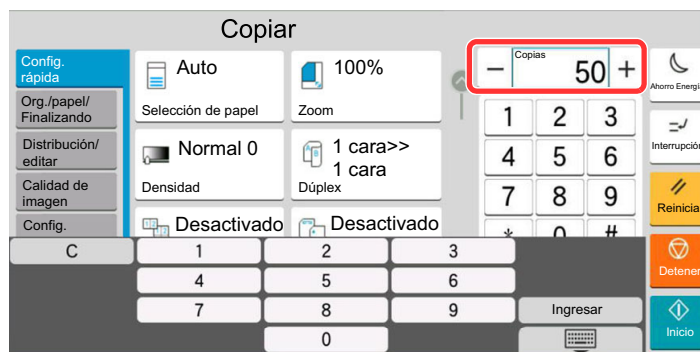 Copiar
Config.
rápida
Org./papel/
Finalizando
Distribución/
editar
Calidad de
imagen
Config.
Auto
Selección de papel
100%
Zoom
Normal 0
Densidad
1 cara>>
1 cara
Dúplex
Desactivado
Desactivado
− Copias 50 +
1 2 3
4 5 6
7 8 9
* 0 #
Ahorro Energí
Interrupción
Reinicia
Detener
Inicio
C 1 2 3
4 5 6
7 8 9 Ingresar
0